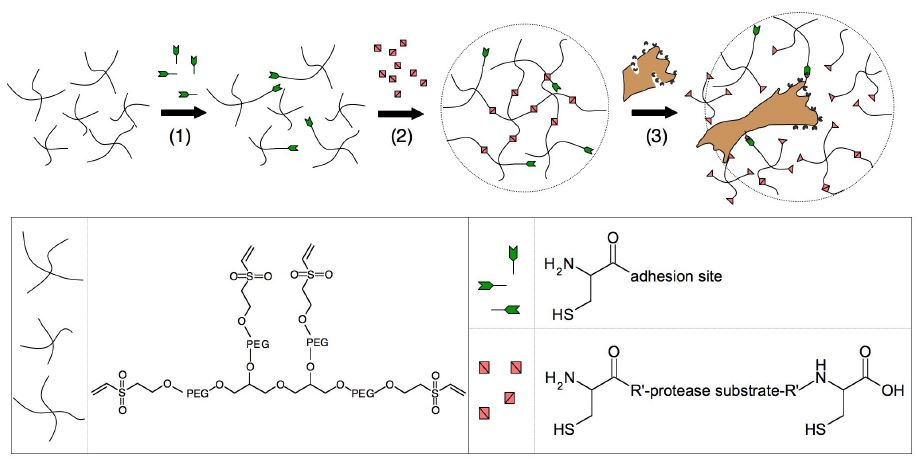 (1)
(2)
(3)
O=S=O
O=S=O
O
O
PEG
PEG
O
O
O
S
O
O
PEG
O
O
O
PEG
O
O
S
O
O
H2N
HS
adhesion site
O
H2N
HS
O
R'-protease substrate-R'
H
N
HS
O
OH